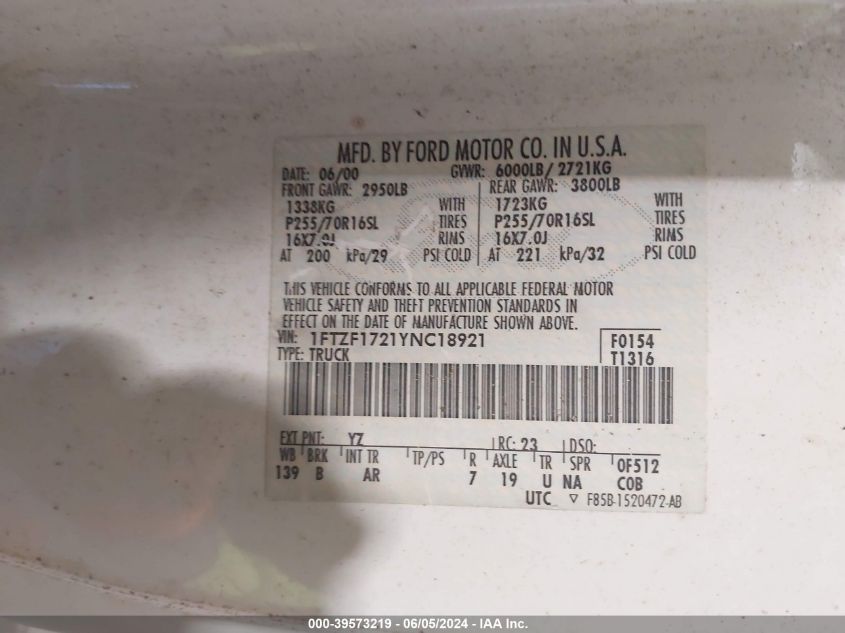 MFD. BY FORD MOTOR CO. IN U.S.A.
DATE: 06/00 GVWR: 6000LB/ 2721KG
FRONT GAWR: 2950LB REAR GAWR: 3800LB
1338KG WITH 1723KG WITH
P255/70R16SL TIRES P255/70R16SL TIRES
16X7.0J RIMS 16X7.0J RIMS
AT 200 kPa/29 PSI COLD AT 221 kPa/32 PSI COLD
THIS VEHICLE CONFORMS TO ALL APPLICABLE FEDERAL MOTOR
VEHICLE SAFETY AND THEFT PREVENTION STANDARDS IN
EFFECT ON THE DATE OF MANUFACTURE SHOWN ABOVE.
VIN: 1FTZF1721YNC18921 F0154
TYPE: TRUCK T1316
EXT PNT: YZ RC: 23 DSO:
WB BRK INT TR TP/PS R AXLE TR SPR OF512
139 B AR 7 19 U NA COB
UTC ▽ F85B-1520472-AB
000-39573219 - 06/05/2024 - IAA Inc.